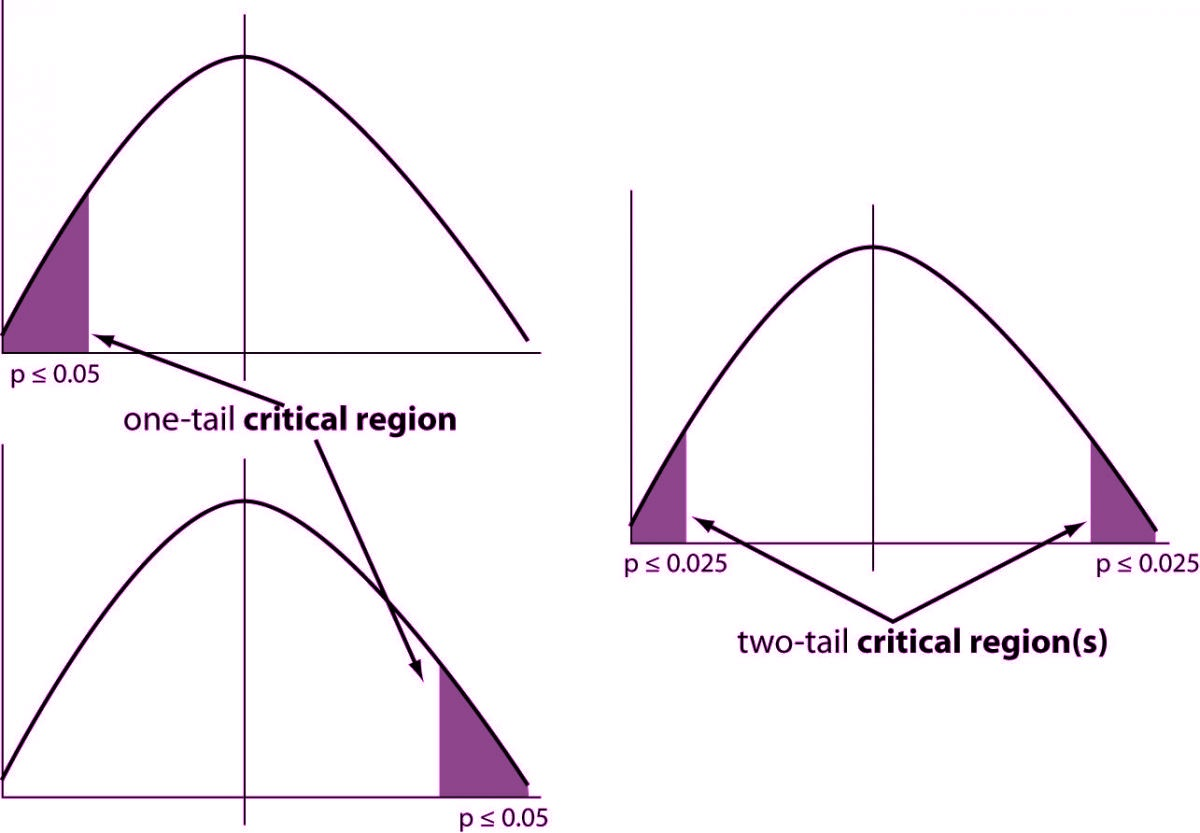 p ≤ 0.05
one-tail critical region
p ≤ 0.05
p ≤ 0.025
p ≤ 0.025
two-tail critical region(s)